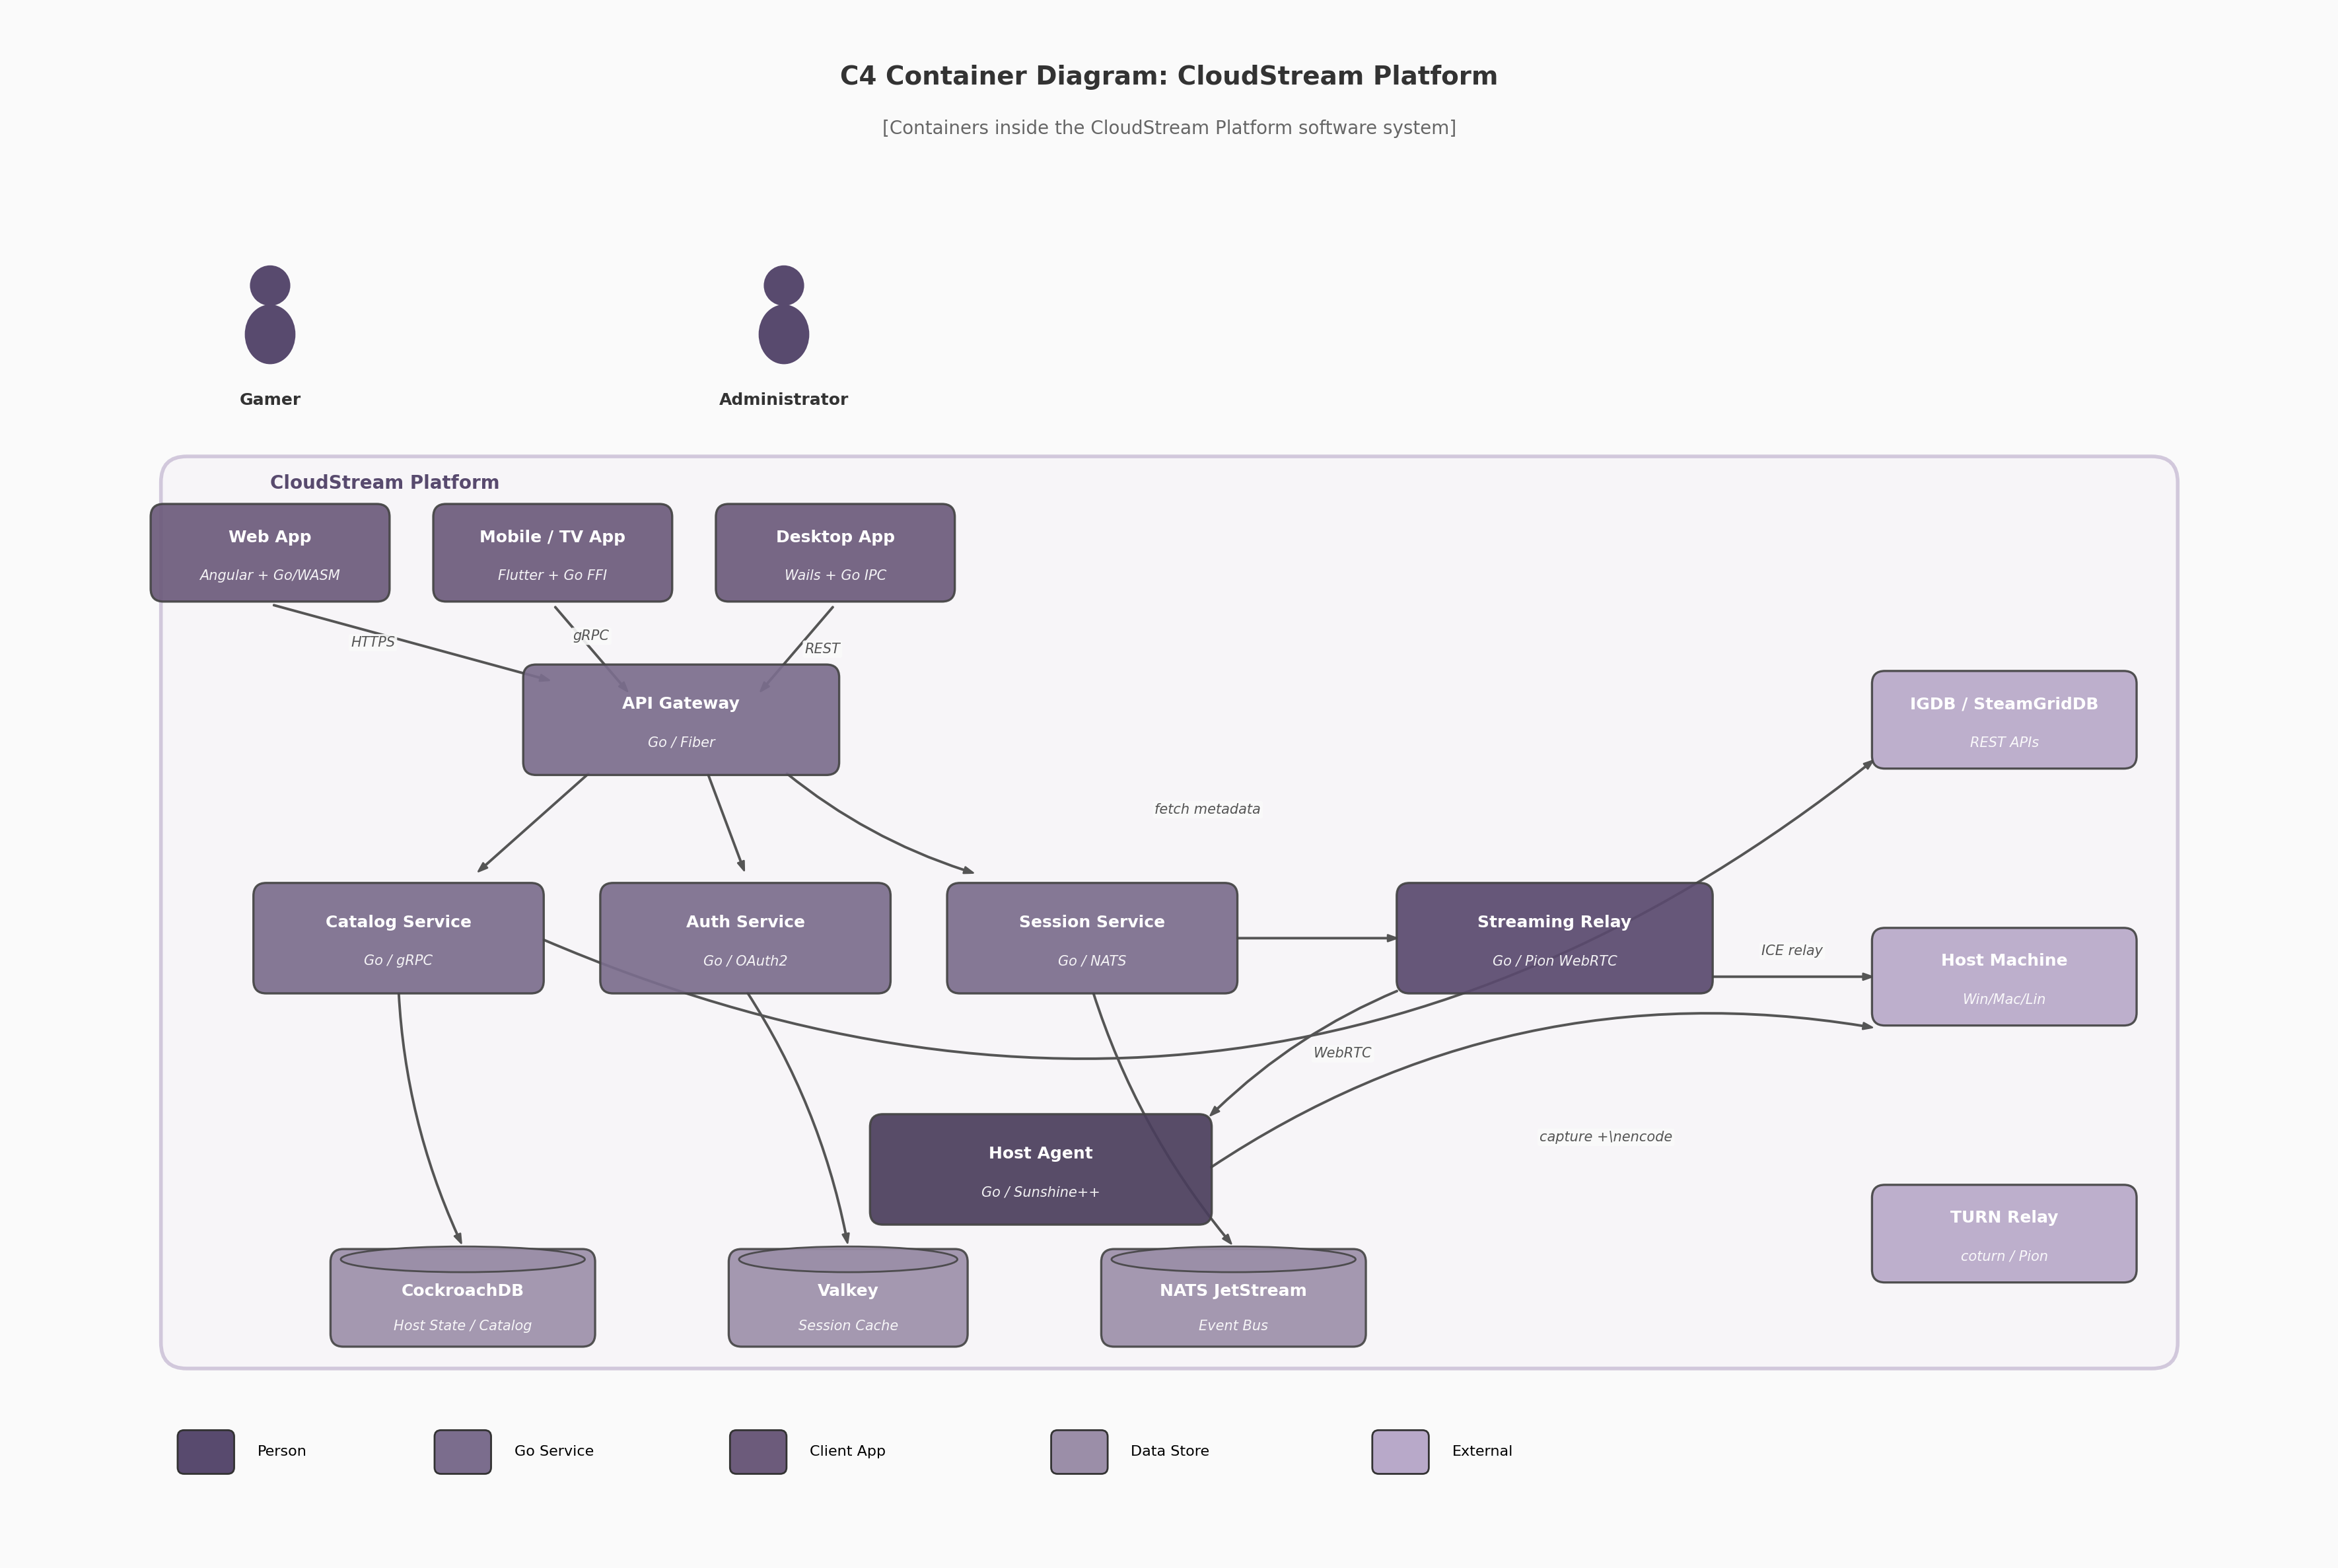 C4 Container Diagram: CloudStream Platform
[Containers inside the CloudStream Platform software system]
Gamer
Administrator
CloudStream Platform
Web App
Angular + Go/WASM
Mobile / TV App
Flutter + Go FFI
Desktop App
Wails + Go IPC
HTTPS
gRPC
REST
API Gateway
Go / Fiber
IGDB / SteamGridDB
REST APIs
fetch metadata
Catalog Service
Go / gRPC
Auth Service
Go / OAuth2
Session Service
Go / NATS
Streaming Relay
Go / Pion WebRTC
ICE relay
Host Machine
Win/Mac/Lin
WebRTC
Host Agent
Go / Sunshine++
capture +\nencode
TURN Relay
coturn / Pion
CockroachDB
Host State / Catalog
Valkey
Session Cache
NATS JetStream
Event Bus
Person
Go Service
Client App
Data Store
External